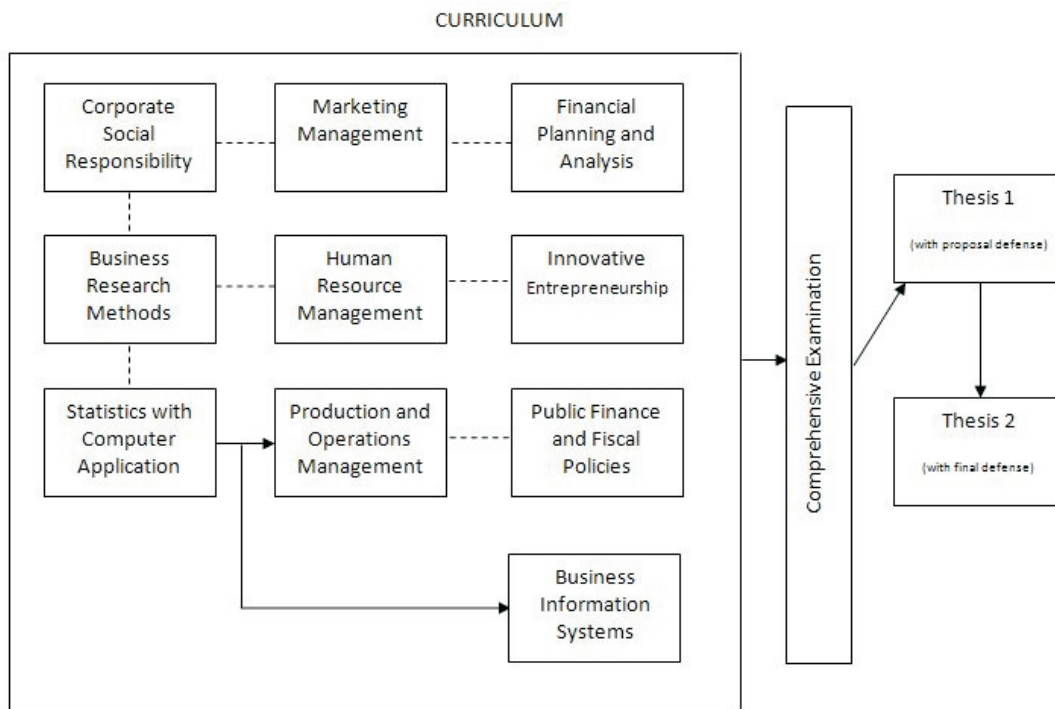 CURRICULUM
Corporate
Social
Responsibility
Marketing
Management
Financial
Planning and
Analysis
Business
Research
Methods
Human
Resource
Management
Innovative
Entrepreneurship
Statistics with
Computer
Application
Production and
Operations
Management
Public Finance
and Fiscal
Policies
Business
Information
Systems
Comprehensive Examination
Thesis 1
(with proposal defense)
Thesis 2
(with final defense)